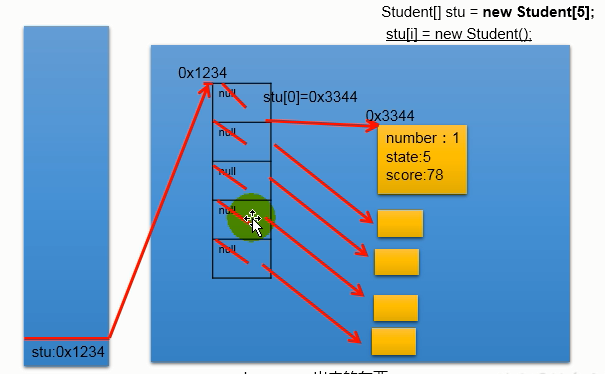 Student[] stu = new Student[5];
stu[i] = new Student();
0x1234
null
stu[0]=0x3344
0x3344
null
number：1
state:5
score:78
null
null
null
stu:0x1234